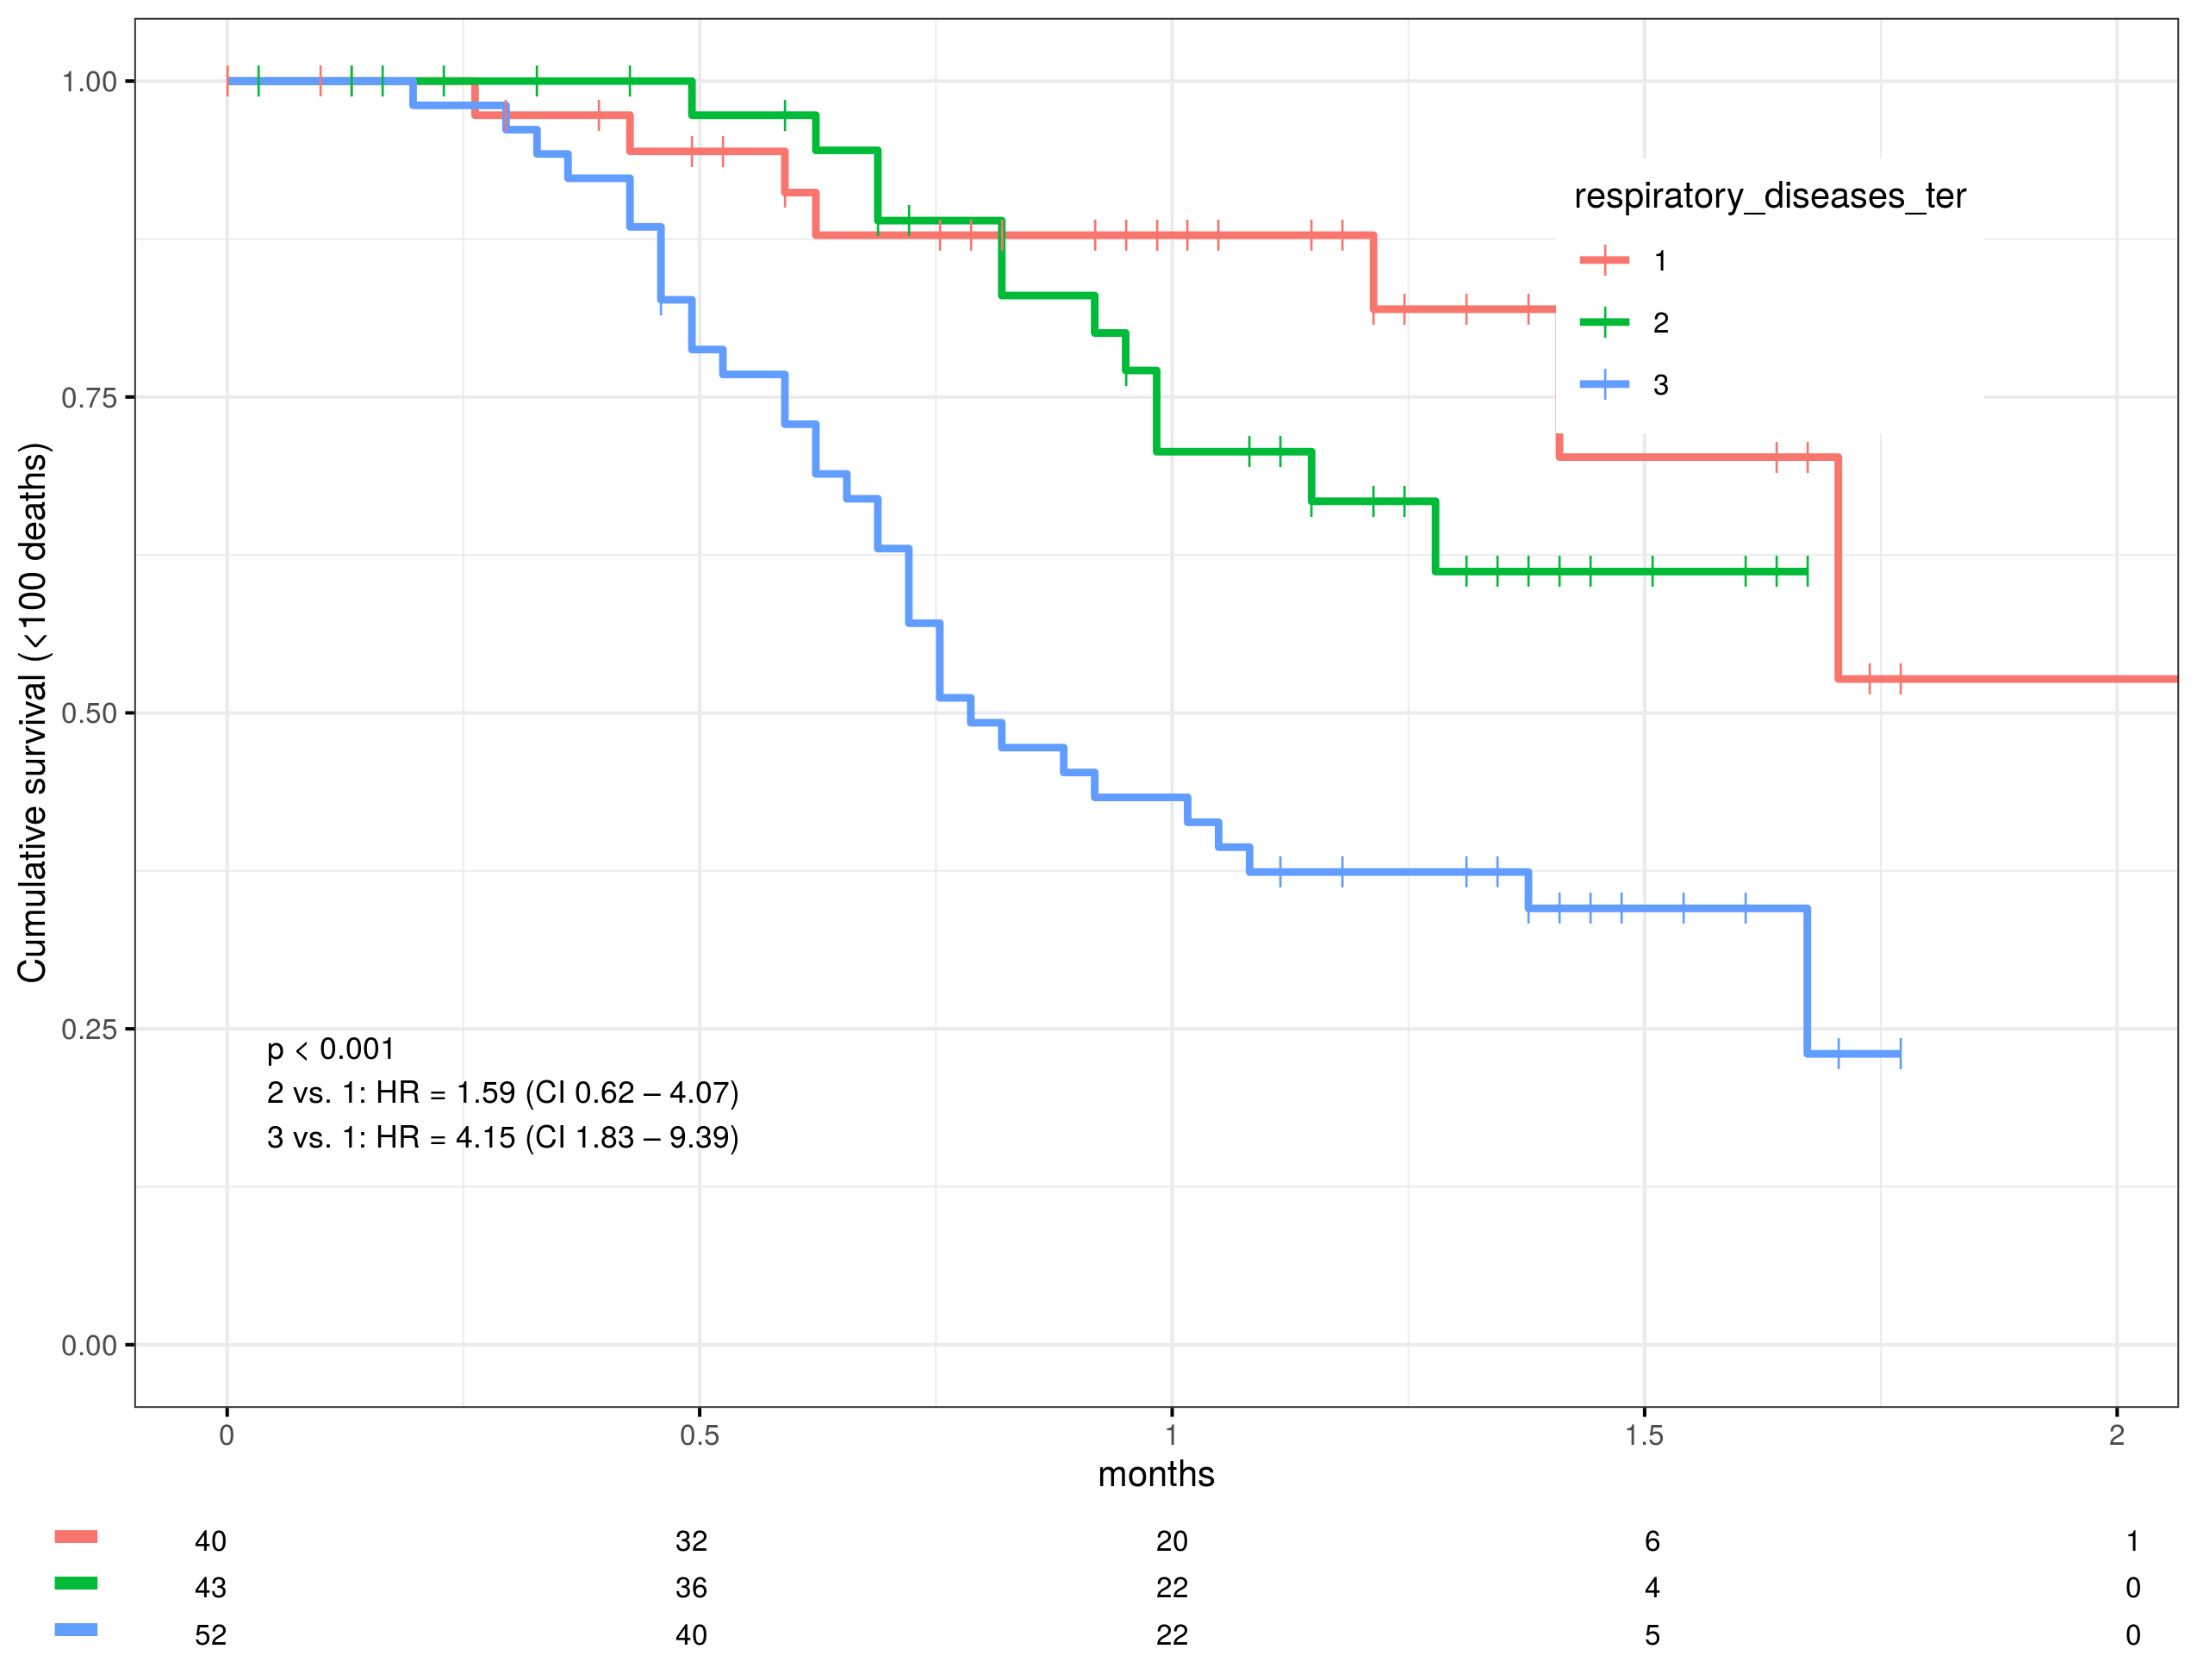 Cumulative survival (<100 deaths)
1.00
0.75
0.50
0.25
0.00
respiratory_diseases_ter
1
2
3
p < 0.001
2 vs. 1: HR = 1.59 (CI 0.62 – 4.07)
3 vs. 1: HR = 4.15 (CI 1.83 – 9.39)
0 0.5 1 1.5 2
months
40 32 20 6 1
43 36 22 4 0
52 40 22 5 0